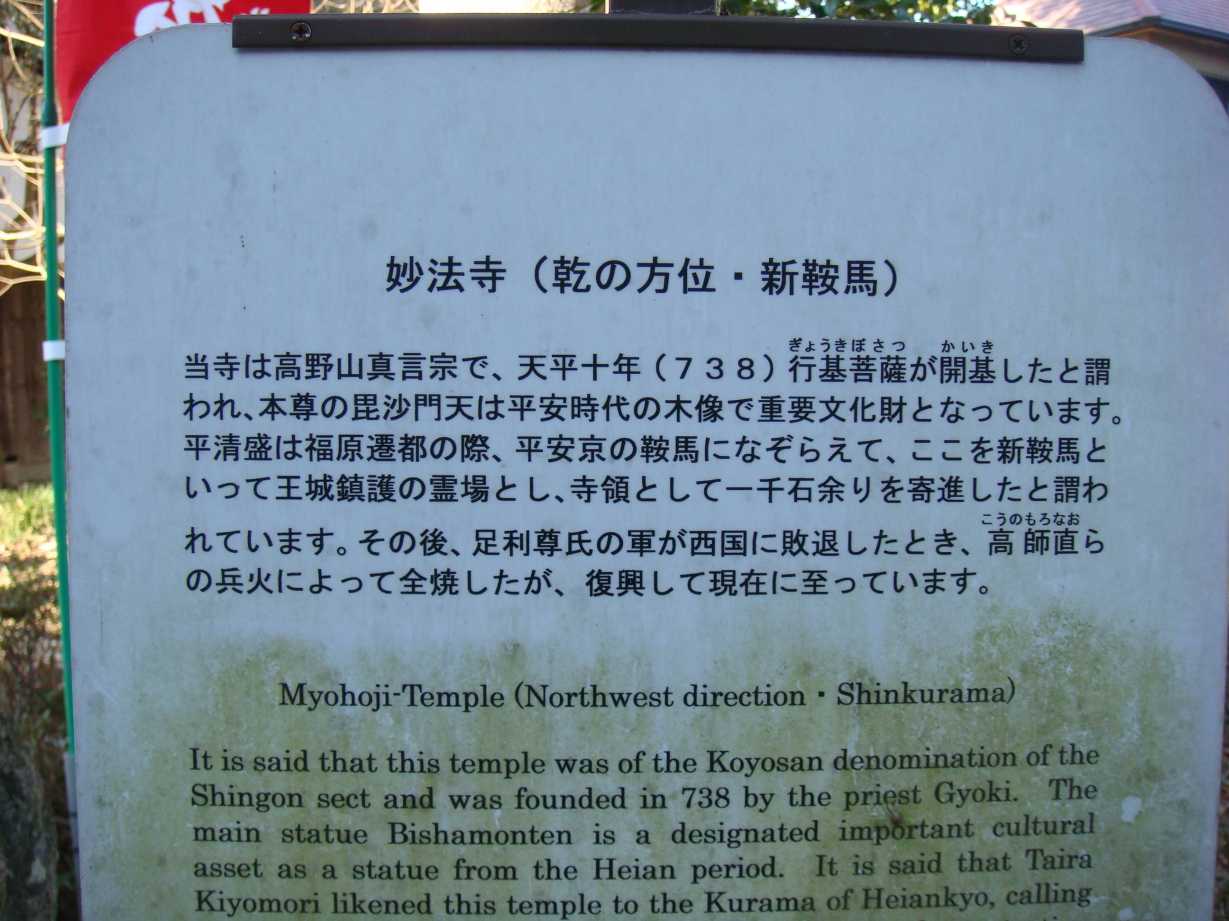 妙法寺（乾の方位・新鞍馬）
ぎょうきぼさつ　かいき
当寺は高野山真言宗で、天平十年（７３８）行基菩薩が開基したと謂
われ、本尊の毘沙門天は平安時代の木像で重要文化財となっています。
平清盛は福原遷都の際、平安京の鞍馬になぞらえて、ここを新鞍馬と
いって王城鎮護の霊場とし、寺領として一千石余りを寄進したと謂わ
こうのもろなお
れています。その後、足利尊氏の軍が西国に敗退したとき、高師直ら
の兵火によって全焼したが、復興して現在に至っています。
Myohoji-Temple (Northwest direction・Shinkurama)
It is said that this temple was of the Koyosan denomination of the
Shingon sect and was founded in 738 by the priest Gyoki. The
main statue Bishamonten is a designated important cultural
asset as a statue from the Heian period. It is said that Taira
Kiyomori likened this temple to the Kurama of Heiankyo, calling